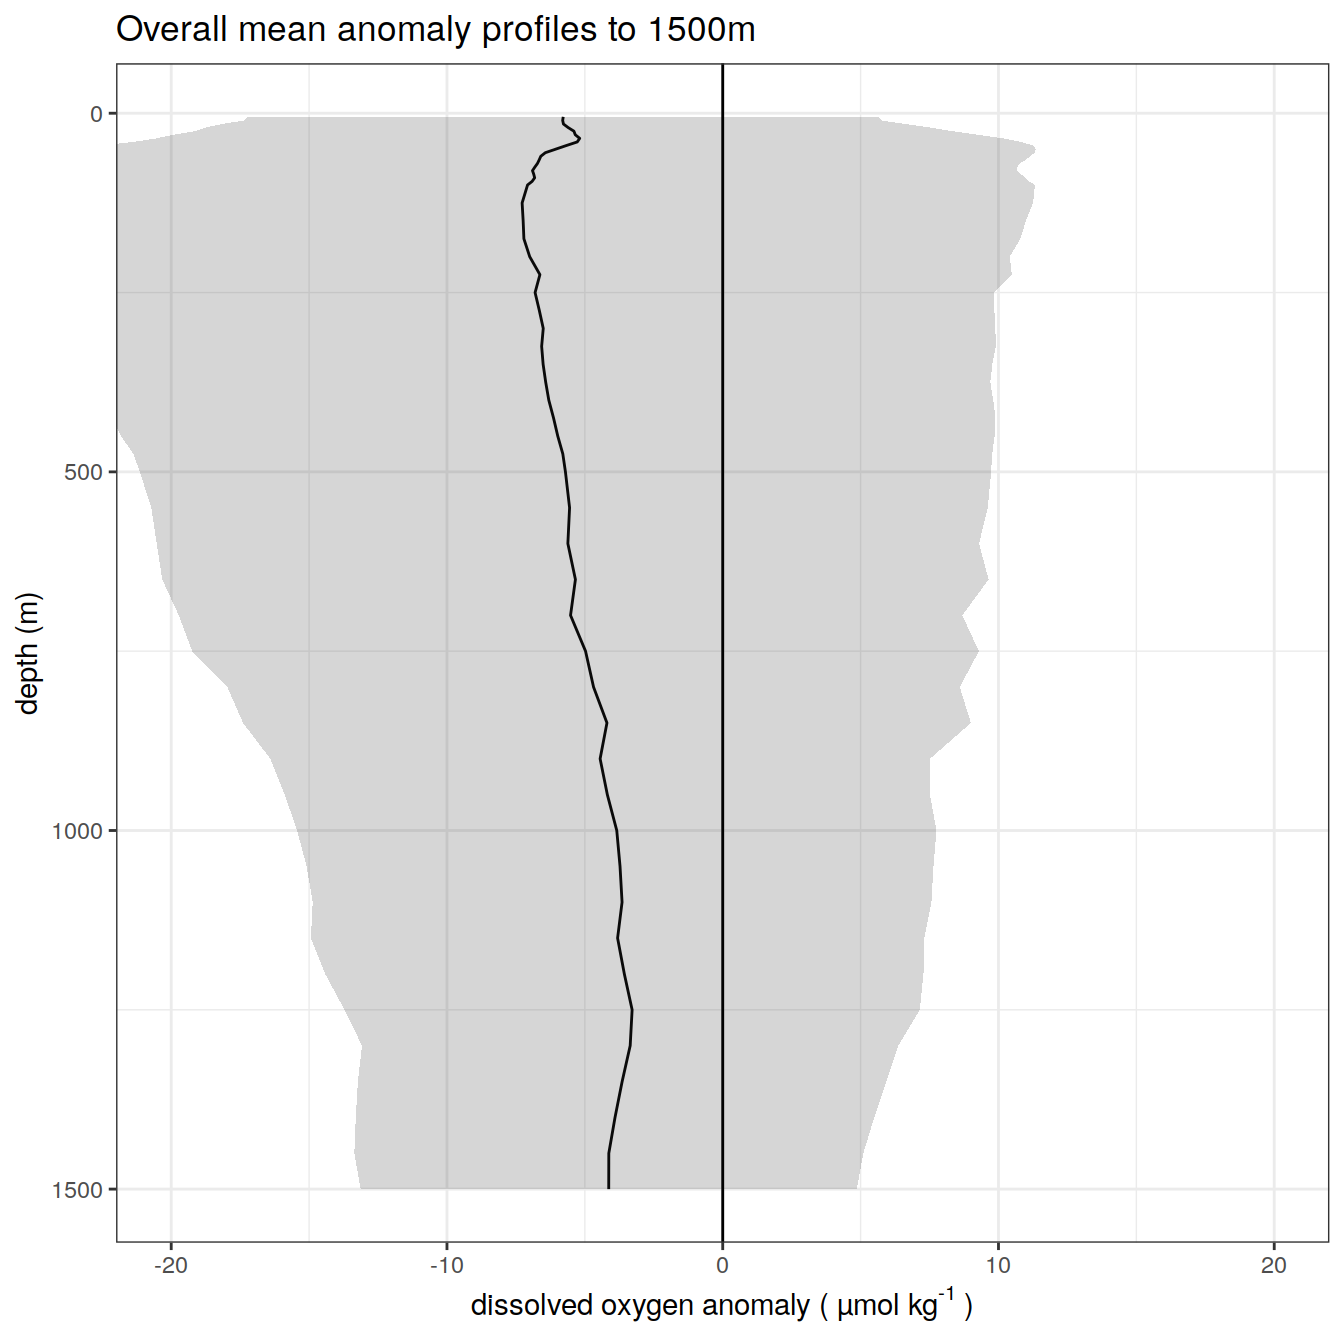 Overall mean anomaly profiles to 1500m
0
500
1000
1500
depth (m)
-20 -10 0 10 20
dissolved oxygen anomaly ( µmol kg⁻¹ )